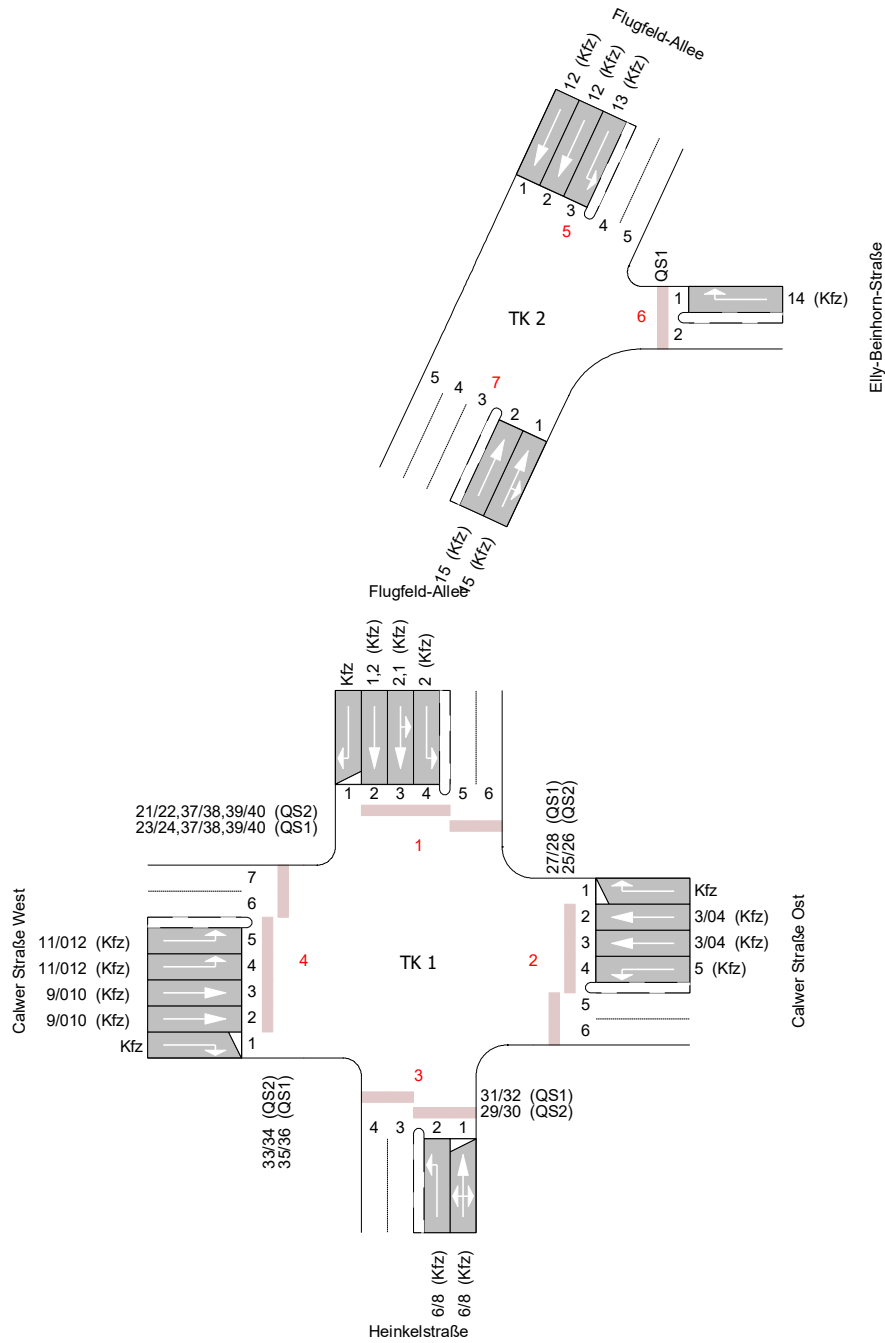 Flugfeld-Allee
12 (Kfz)
12 (Kfz)
13 (Kfz)
1
2
3
4
5
5
QS1
6
1
2
14 (Kfz)
Elly-Beinhorn-Straße
TK 2
7
5
4
3
2
1
15 (Kfz)
15 (Kfz)
Flugfeld-Allee
Kfz
1,2 (Kfz)
2,1 (Kfz)
2 (Kfz)
1
2
3
4
5
6
21/22,37/38,39/40 (QS2)
23/24,37/38,39/40 (QS1)
1
27/28 (QS1)
25/26 (QS2)
Calwer Straße West
7
6
5
4
3
2
1
11/012 (Kfz)
11/012 (Kfz)
9/010 (Kfz)
9/010 (Kfz)
Kfz
4
TK 1
2
1
2
3
4
5
6
Kfz
3/04 (Kfz)
3/04 (Kfz)
5 (Kfz)
Calwer Straße Ost
33/34 (QS2)
35/36 (QS1)
3
31/32 (QS1)
29/30 (QS2)
4
3
2
1
6/8 (Kfz)
6/8 (Kfz)
Heinkelstraße